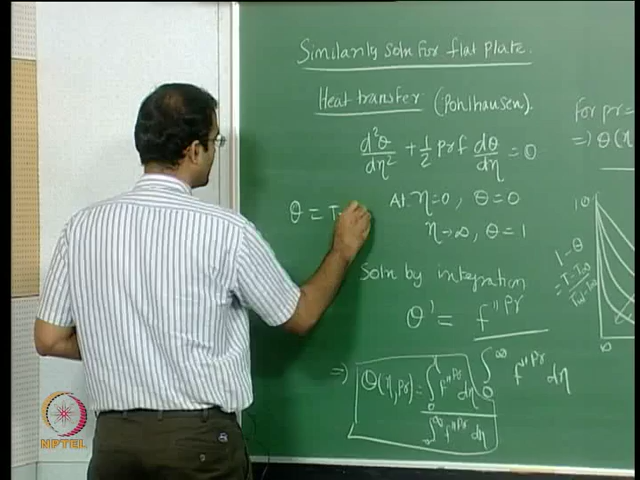 Similarity soln for flat plate.
Heat transfer (Pohlhausen).
d²θ/dη² + 1/2 Pr f dθ/dη = 0
At η=0, θ=0
η→∞, θ=1
θ = T
Soln by integration
θ' = f''^Pr
⇒ θ(η,Pr) = ∫₀^η f''^Pr dη / ∫₀^∞ f''^Pr dη
∫₀^∞ f''^Pr dη
For Pr=
⇒ θ(η
1.0
1-θ
0
NPTEL